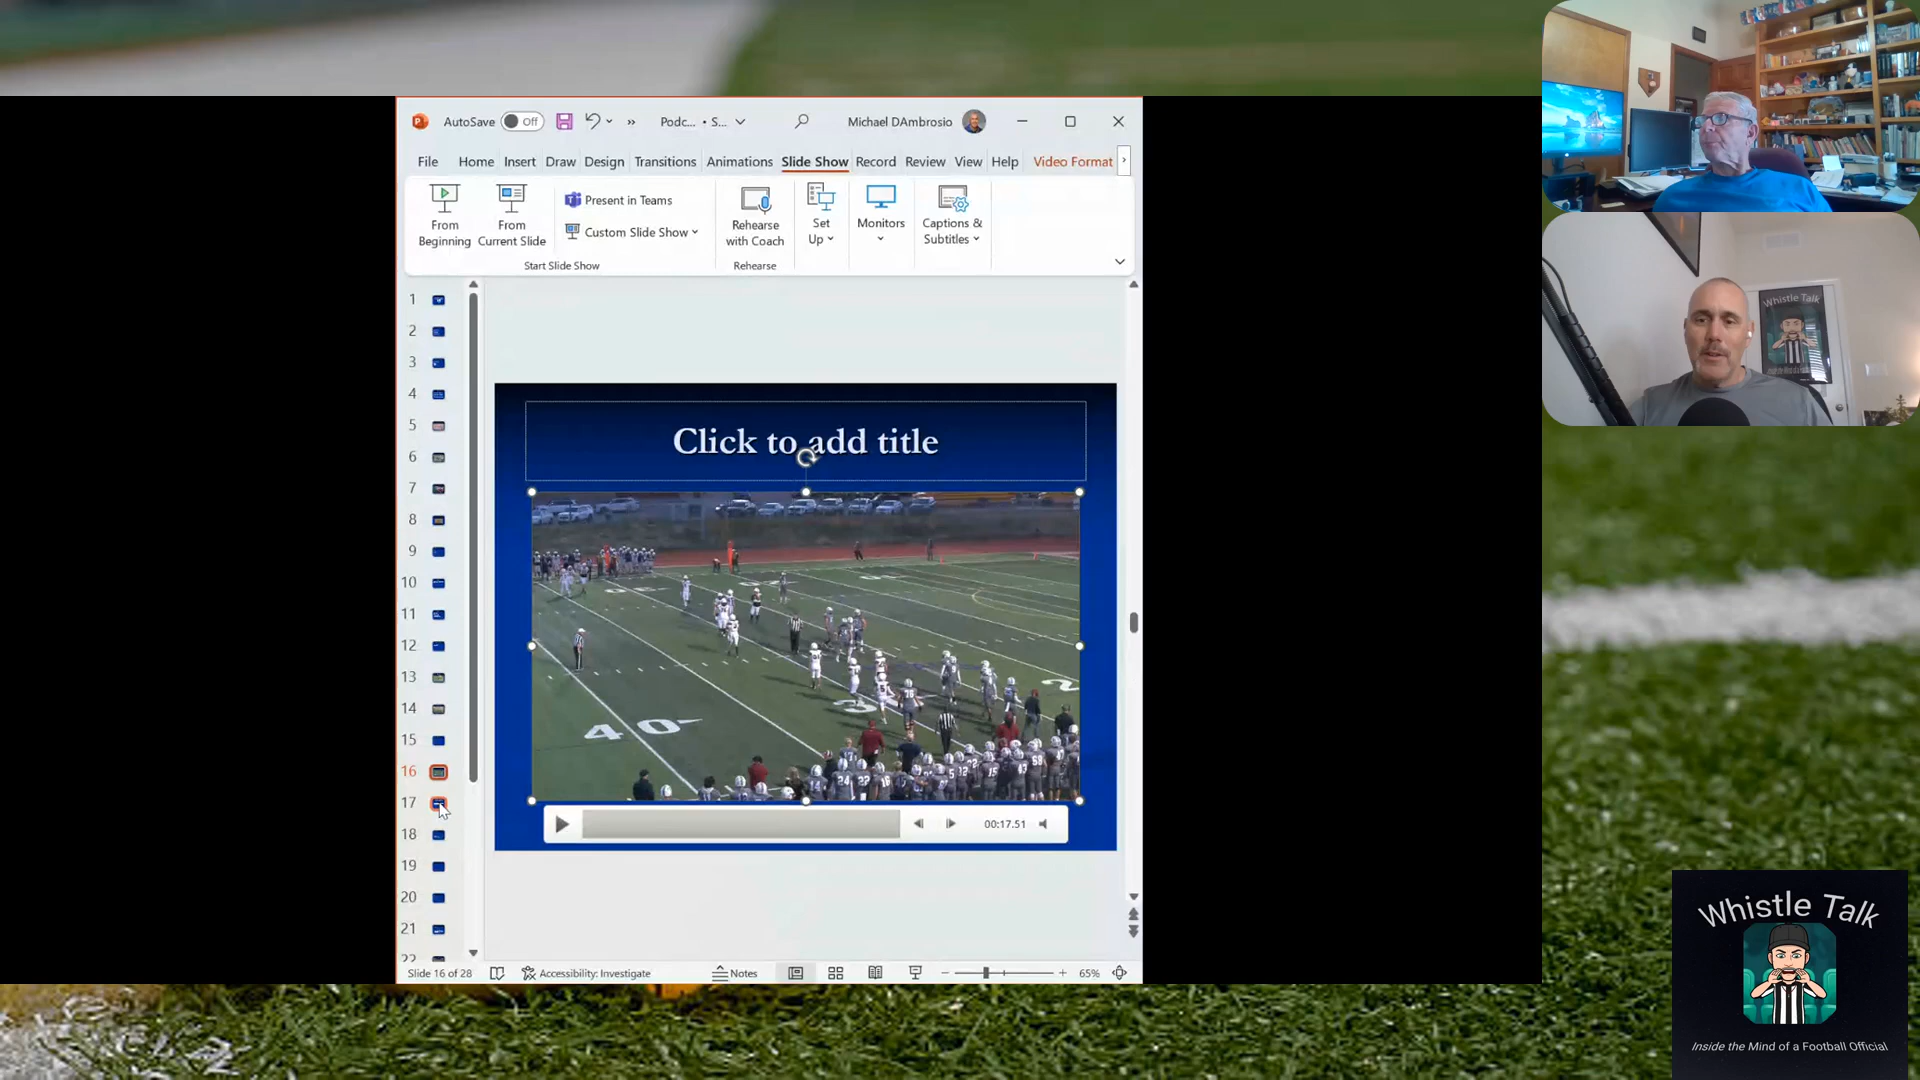 AutoSave Off Podc... • S... Michael DAmbrosio
File Home Insert Draw Design Transitions Animations Slide Show Record Review View Help Video Format
From Beginning
From Current Slide
Present in Teams
Custom Slide Show
Start Slide Show
Rehearse with Coach
Rehearse
Set Up
Monitors
Captions & Subtitles
1
2
3
4
5
6
7
8
9
10
11
12
13
14
15
16
17
18
19
20
21
22
Click to add title
40
3
2
00:17.51
Slide 16 of 28 Accessibility: Investigate Notes 65%
Whistle Talk
Whistle Talk
Inside the Mind of a Football Official